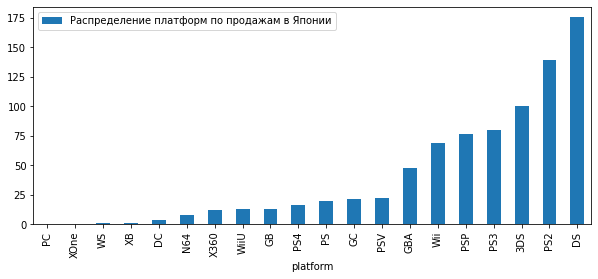 Распределение платформ по продажам в Японии
175
150
125
100
75
50
25
0
PC
XOne
WS
XB
DC
N64
X360
WiiU
GB
PS4
PS
GC
PSV
GBA
Wii
PSP
PS3
3DS
PS2
DS
platform